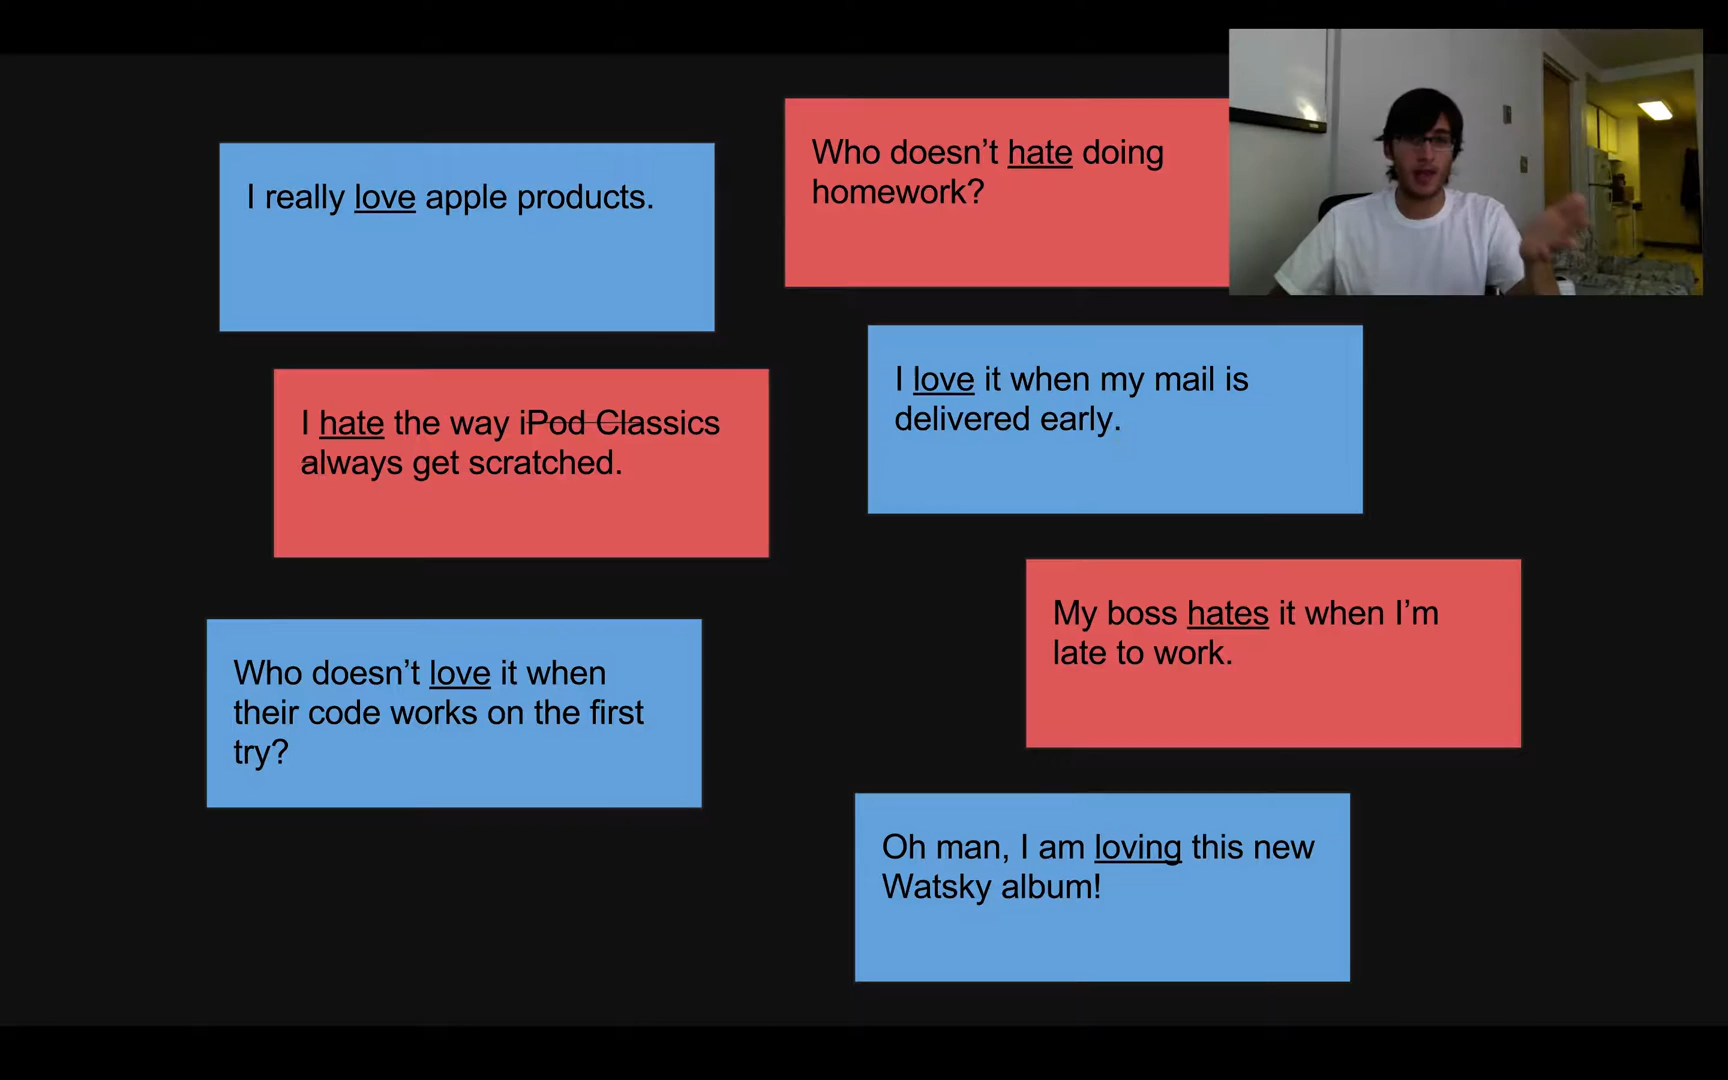 I really love apple products.
Who doesn't hate doing
homework?
I hate the way iPod Classics
always get scratched.
I love it when my mail is
delivered early.
Who doesn't love it when
their code works on the first
try?
My boss hates it when I'm
late to work.
Oh man, I am loving this new
Watsky album!